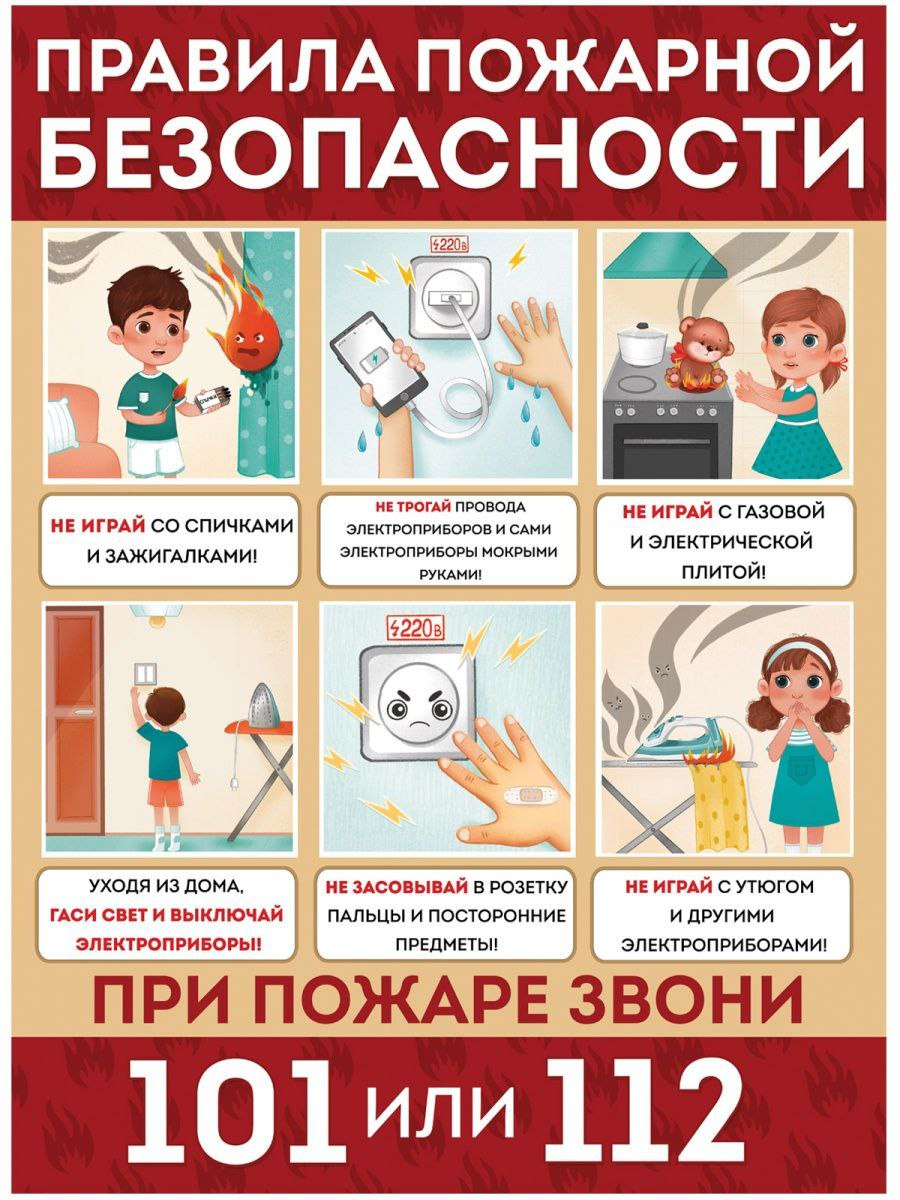 ПРАВИЛА ПОЖАРНОЙ
БЕЗОПАСНОСТИ
СПИЧКИ
НЕ ИГРАЙ СО СПИЧКАМИ
И ЗАЖИГАЛКАМИ!
220В
НЕ ТРОГАЙ ПРОВОДА
ЭЛЕКТРОПРИБОРОВ И САМИ
ЭЛЕКТРОПРИБОРЫ МОКРЫМИ
РУКАМИ!
НЕ ИГРАЙ С ГАЗОВОЙ
И ЭЛЕКТРИЧЕСКОЙ
ПЛИТОЙ!
УХОДЯ ИЗ ДОМА,
ГАСИ СВЕТ И ВЫКЛЮЧАЙ
ЭЛЕКТРОПРИБОРЫ!
220В
НЕ ЗАСОВЫВАЙ В РОЗЕТКУ
ПАЛЬЦЫ И ПОСТОРОННИЕ
ПРЕДМЕТЫ!
НЕ ИГРАЙ С УТЮГОМ
И ДРУГИМИ
ЭЛЕКТРОПРИБОРАМИ!
ПРИ ПОЖАРЕ ЗВОНИ
101 ИЛИ 112